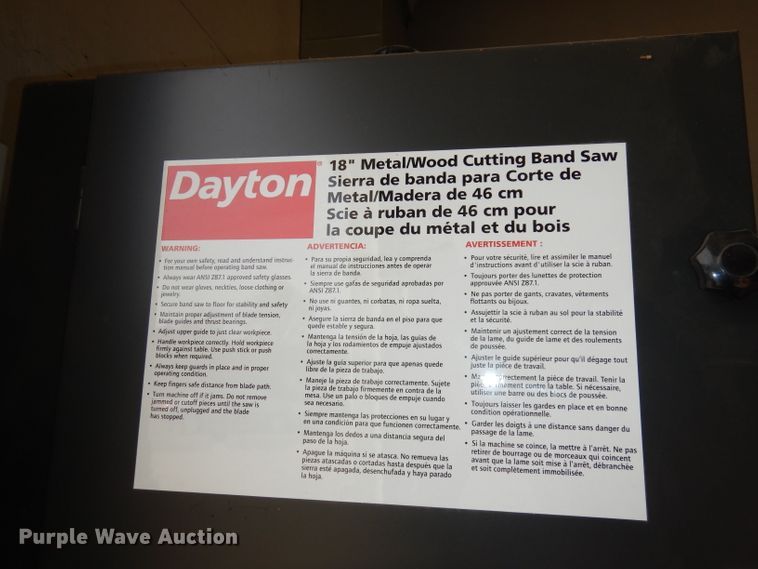 Dayton®
18" Metal/Wood Cutting Band Saw
Sierra de banda para Corte de
Metal/Madera de 46 cm
Scie à ruban de 46 cm pour
la coupe du métal et du bois
WARNING:
• For your own safety, read and understand instruc-
tion manual before operating band saw.
• Always wear ANSI Z87.1 approved safety glasses.
• Do not wear gloves, neckties, loose clothing or
jewelry.
• Secure band saw to floor for stability and safety
• Maintain proper adjustment of blade tension,
blade guides and thrust bearings.
• Adjust upper guide to just clear workpiece.
• Handle workpiece correctly. Hold workpiece
firmly against table. Use push stick or push
blocks when required.
• Always keep guards in place and in proper
operating condition.
• Keep fingers safe distance from blade path.
• Turn machine off if it jams. Do not remove
jammed or cutoff pieces until the saw is
turned off, unplugged and the blade
has stopped.
ADVERTENCIA:
• Para su propia seguridad, lea y comprenda
el manual de instrucciones antes de operar
la sierra de banda.
• Siempre use gafas de seguridad aprobadas por
ANSI Z87.1.
• No use ni guantes, ni corbatas, ni ropa suelta,
ni joyas.
• Asegure la sierra de banda en el piso para que
quede estable y segura.
• Mantenga la tensión de la hoja, las guías de
la hoja y los rodamientos de empuje ajustados
correctamente.
• Ajuste la guía superior para que apenas quede
libre de la pieza de trabajo.
• Maneje la pieza de trabajo correctamente. Sujete
la pieza de trabajo firmemente en contra de la
mesa. Use un palo o bloques de empuje cuando
sea necesario.
• Siempre mantenga las protecciones en su lugar y
en una condición para que funcionen correctamente.
• Mantenga los dedos a una distancia segura del
paso de la hoja.
• Apague la máquina si se atasca. No remueva las
piezas atascadas o cortadas hasta después que la
sierra esté apagada, desenchufada y haya parado
la hoja.
AVERTISSEMENT :
• Pour votre sécurité, lire et assimiler le manuel
d'instructions avant d'utiliser la scie à ruban.
• Toujours porter des lunettes de protection
approuvée ANSI Z87.1.
• Ne pas porter de gants, cravates, vêtements
flottants ou bijoux.
• Assujettir la scie à ruban au sol pour la stabilité
et la sécurité.
• Maintenir un ajustement correct de la tension
de la lame, du guide de lame et des roulements
de poussée.
• Ajuster le guide supérieur pour qu'il dégage tout
juste la pièce de travail.
• correctement la pièce de travail. Tenir la
pièce contre la table. Si nécessaire,
utiliser une barre ou des blocs de poussée.
• Toujours laisser les gardes en place et en bonne
condition opérationnelle.
• Garder les doigts à une distance sans danger du
passage de la lame.
• Si la machine se coince, la mettre à l'arrêt. Ne pas
retirer de bourrage ou de morceaux qui coincent
avant que la lame soit mise à l'arrêt, débranchée
et soit complètement immobilisée.
Purple Wave Auction